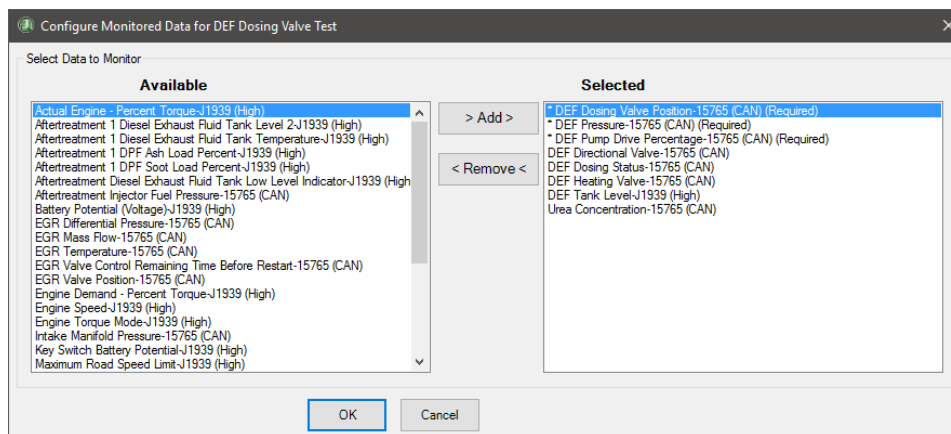 Configure Monitored Data for DEF Dosing Valve Test
Select Data to Monitor
Available
Actual Engine - Percent Torque-J1939 (High)
Aftertreatment 1 Diesel Exhaust Fluid Tank Level 2-J1939 (High)
Aftertreatment 1 Diesel Exhaust Fluid Tank Temperature-J1939 (High)
Aftertreatment 1 DPF Ash Load Percent-J1939 (High)
Aftertreatment 1 DPF Soot Load Percent-J1939 (High)
Aftertreatment Diesel Exhaust Fluid Tank Low Level Indicator-J1939 (High
Aftertreatment Injector Fuel Pressure-15765 (CAN)
Battery Potential (Voltage)-J1939 (High)
EGR Differential Pressure-15765 (CAN)
EGR Mass Flow-15765 (CAN)
EGR Temperature-15765 (CAN)
EGR Valve Control Remaining Time Before Restart-15765 (CAN)
EGR Valve Position-15765 (CAN)
Engine Demand - Percent Torque-J1939 (High)
Engine Speed-J1939 (High)
Engine Torque Mode-J1939 (High)
Intake Manifold Pressure-15765 (CAN)
Key Switch Battery Potential-J1939 (High)
Maximum Road Speed Limit-J1939 (High)
> Add >
< Remove <
Selected
* DEF Dosing Valve Position-15765 (CAN) (Required)
* DEF Pressure-15765 (CAN) (Required)
* DEF Pump Drive Percentage-15765 (CAN) (Required)
DEF Directional Valve-15765 (CAN)
DEF Dosing Status-15765 (CAN)
DEF Heating Valve-15765 (CAN)
DEF Tank Level-J1939 (High)
Urea Concentration-15765 (CAN)
OK
Cancel